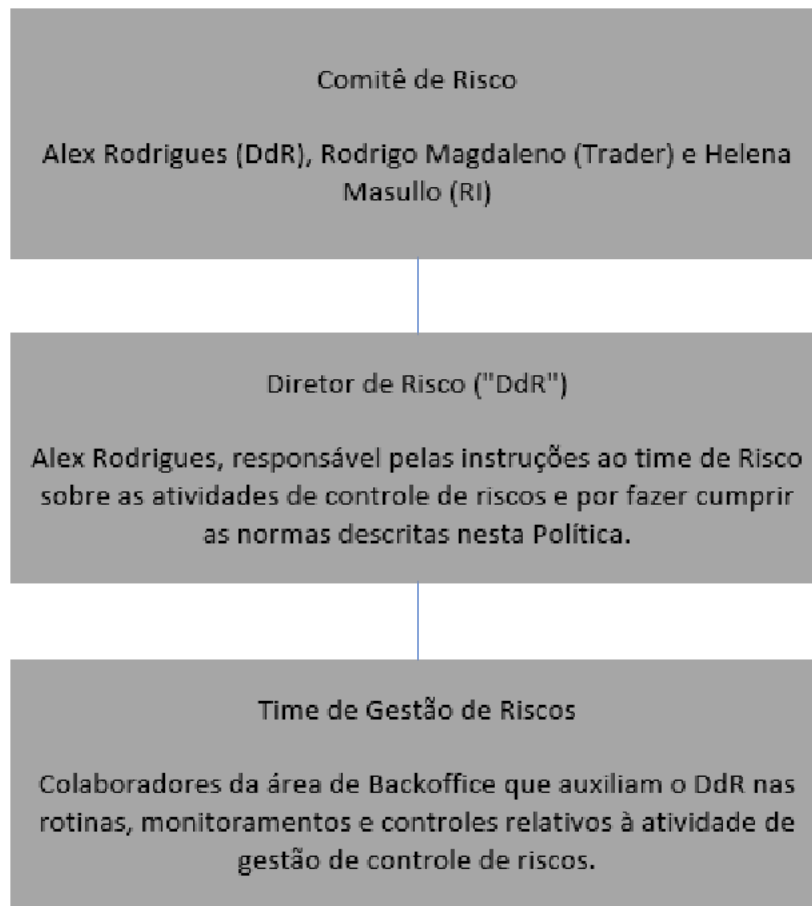 Comitê de Risco
Alex Rodrigues (DdR), Rodrigo Magdaleno (Trader) e Helena
Masullo (RI)
Diretor de Risco ("DdR")
Alex Rodrigues, responsável pelas instruções ao time de Risco
sobre as atividades de controle de riscos e por fazer cumprir
as normas descritas nesta Política.
Time de Gestão de Riscos
Colaboradores da área de Backoffice que auxiliam o DdR nas
rotinas, monitoramentos e controles relativos à atividade de
gestão de controle de riscos.